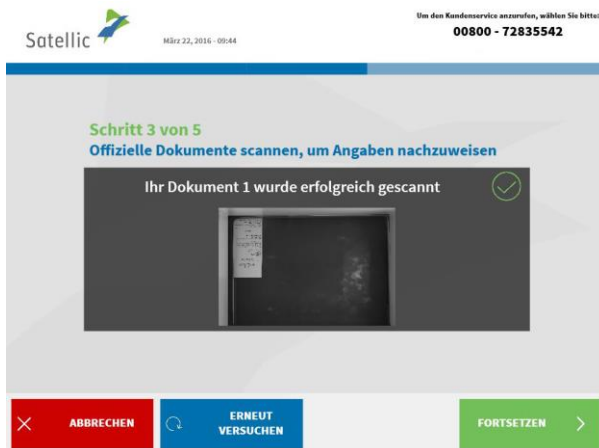 Satellic
März 22, 2016 - 09:44
Um den Kundenservice anzurufen, wählen Sie bitte:
00800 - 72835542
Schritt 3 von 5
Offizielle Dokumente scannen, um Angaben nachzuweisen
Ihr Dokument 1 wurde erfolgreich gescannt
ABBRECHEN
ERNEUT
VERSUCHEN
FORTSETZEN